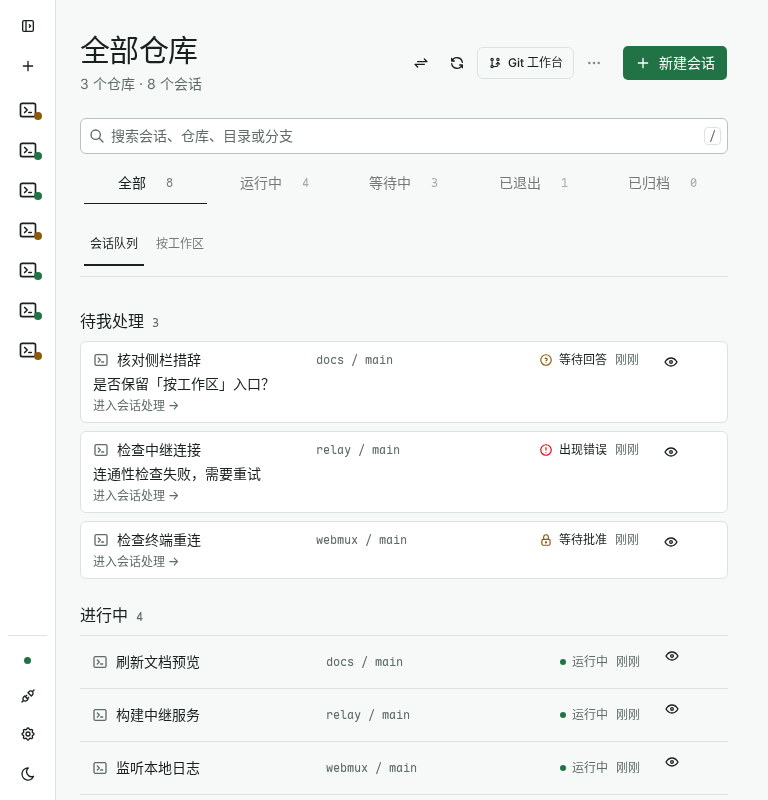 全部仓库
3 个仓库 · 8 个会话
Git 工作台
新建会话
搜索会话、仓库、目录或分支 /
全部 8 运行中 4 等待中 3 已退出 1 已归档 0
会话队列 按工作区
待我处理 3
核对侧栏措辞 docs / main 等待回答 刚刚
是否保留「按工作区」入口?
进入会话处理 →
检查中继连接 relay / main 出现错误 刚刚
连通性检查失败，需要重试
进入会话处理 →
检查终端重连 webmux / main 等待批准 刚刚
进入会话处理 →
进行中 4
刷新文档预览 docs / main 运行中 刚刚
构建中继服务 relay / main 运行中 刚刚
监听本地日志 webmux / main 运行中 刚刚